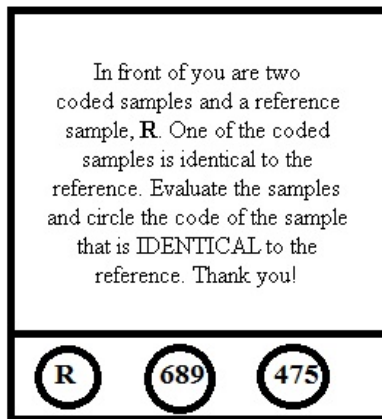 In front of you are two
coded samples and a reference
sample, R. One of the coded
samples is identical to the
reference. Evaluate the samples
and circle the code of the sample
that is IDENTICAL to the
reference. Thank you!
R 689 475